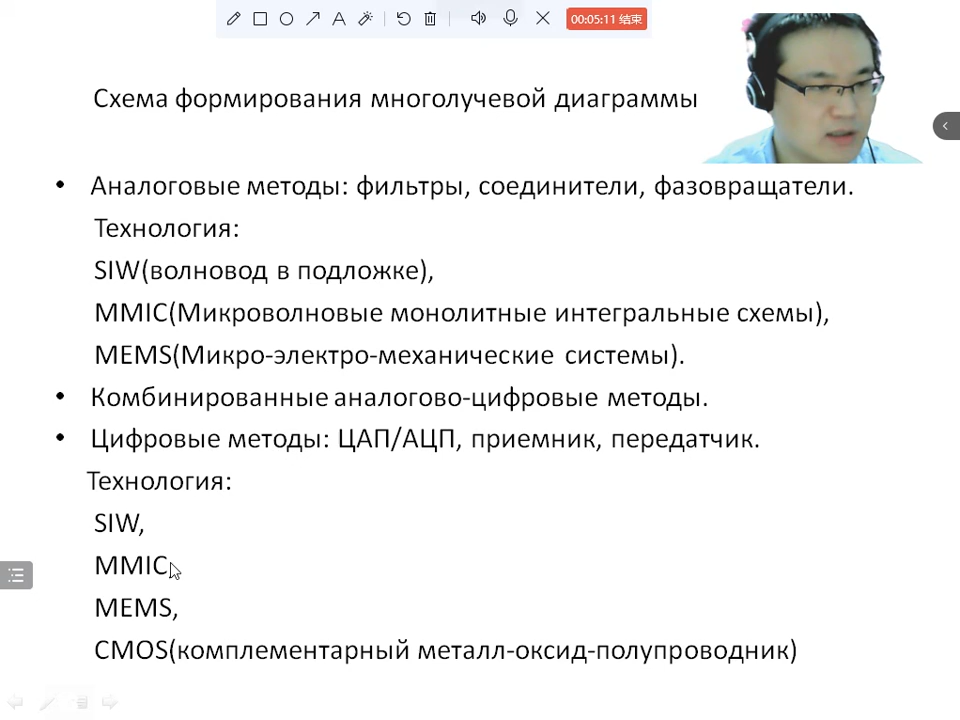 00:05:11 结束
Схема формирования многолучевой диаграммы
• Аналоговые методы: фильтры, соединители, фазовращатели.
Технология:
SIW(волновод в подложке),
MMIC(Микроволновые монолитные интегральные схемы),
MEMS(Микро-электро-механические системы).
• Комбинированные аналогово-цифровые методы.
• Цифровые методы: ЦАП/АЦП, приемник, передатчик.
Технология:
SIW,
MMIC
MEMS,
CMOS(комплементарный металл-оксид-полупроводник)